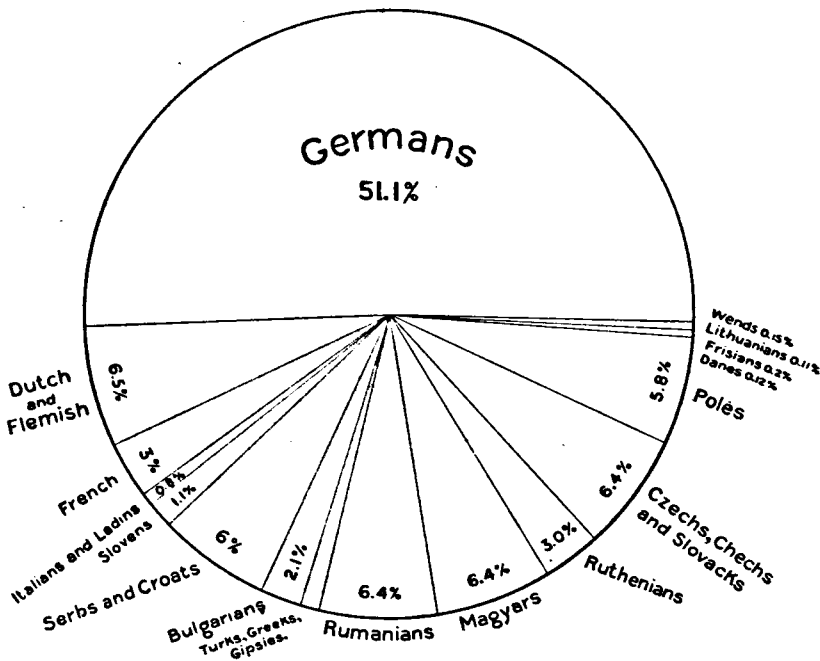 Germans
51.1%
Wends 0.15%
Lithuanians 0.11%
Frisians 0.2%
Danes 0.12%
5.8%
Poles
6.4%
Czechs, Chechs
and Slovacks
3.0%
Ruthenians
6.4%
Magyars
6.4%
Rumanians
Turks, Greeks,
Gipsies.
2.1%
Bulgarians
6%
Serbs and Croats
1.1%
Slovens
Italians and Ladins
3%
French
6.5%
Dutch
and
Flemish